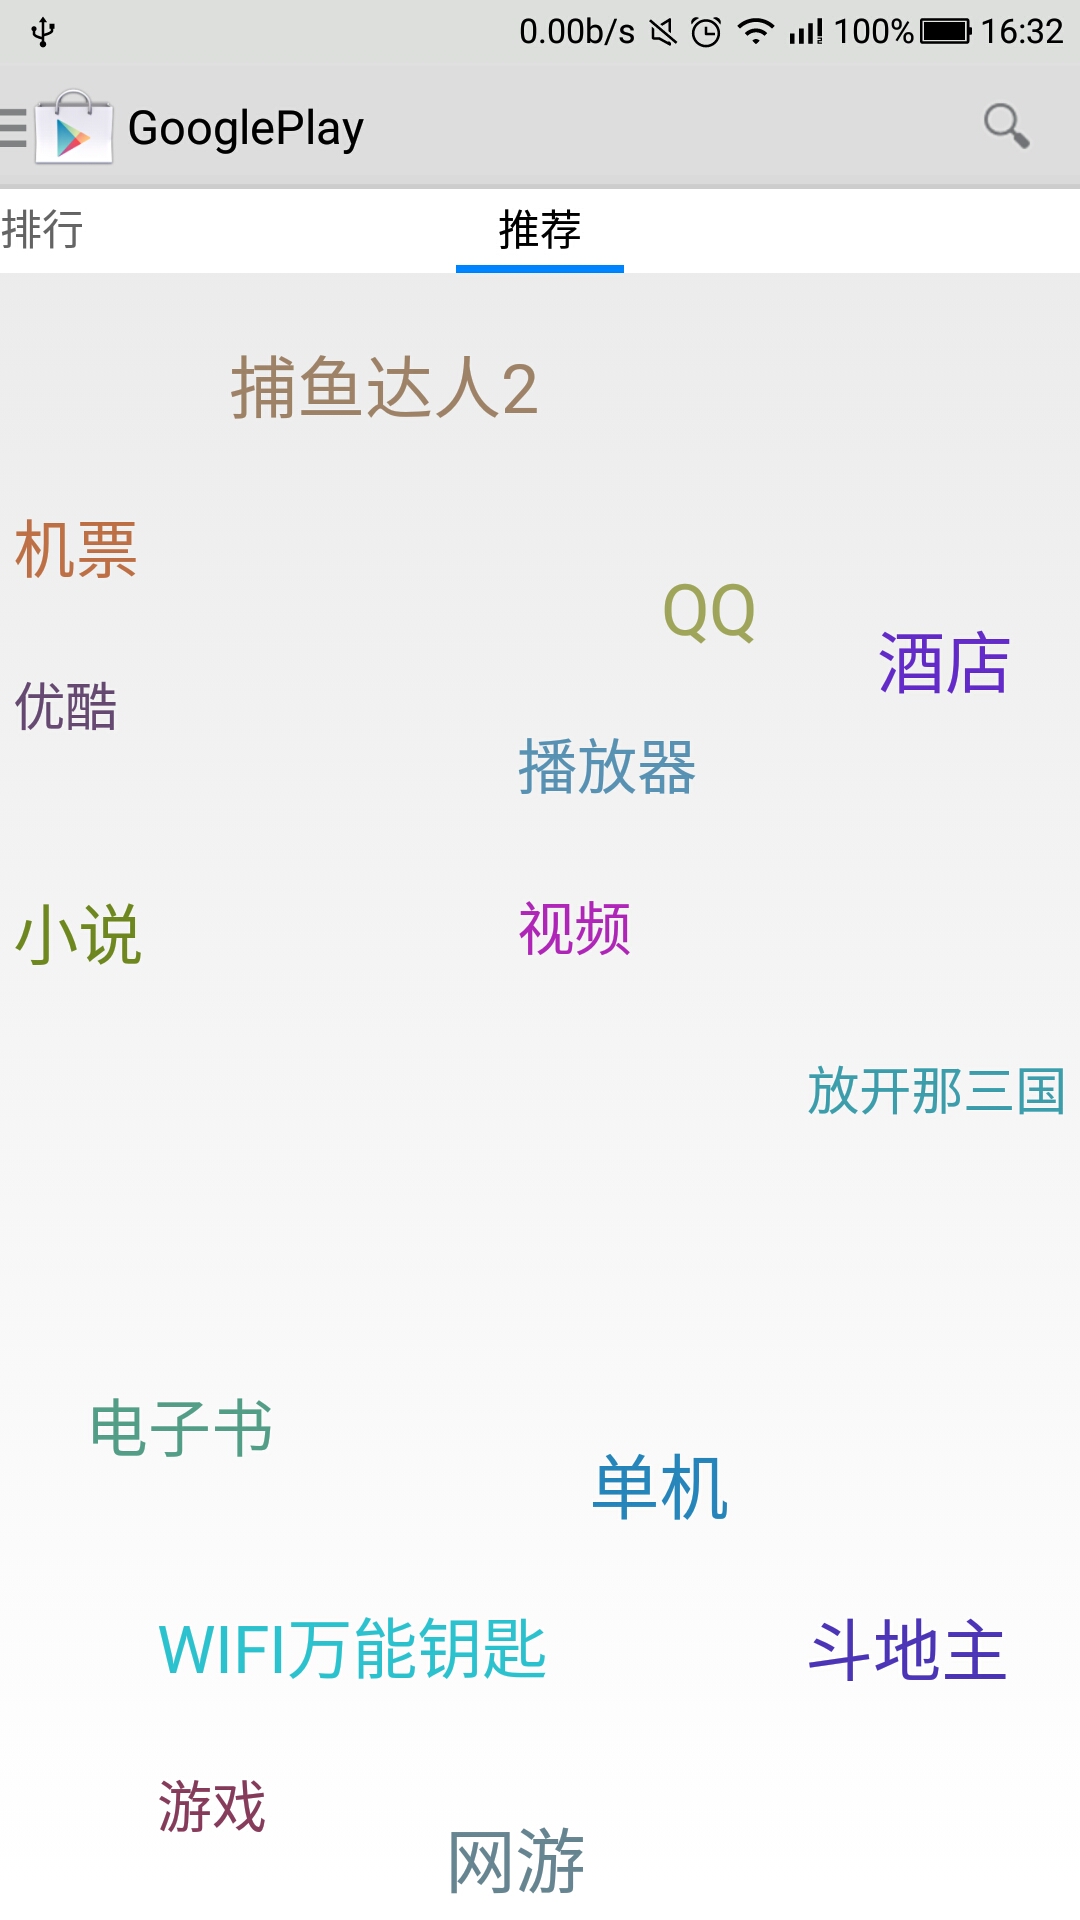 0.00b/s 100% 16:32
GooglePlay
排行 推荐
捕鱼达人2
机票
QQ
酒店
优酷
播放器
小说 视频
放开那三国
电子书
单机
WIFI万能钥匙 斗地主
游戏
网游